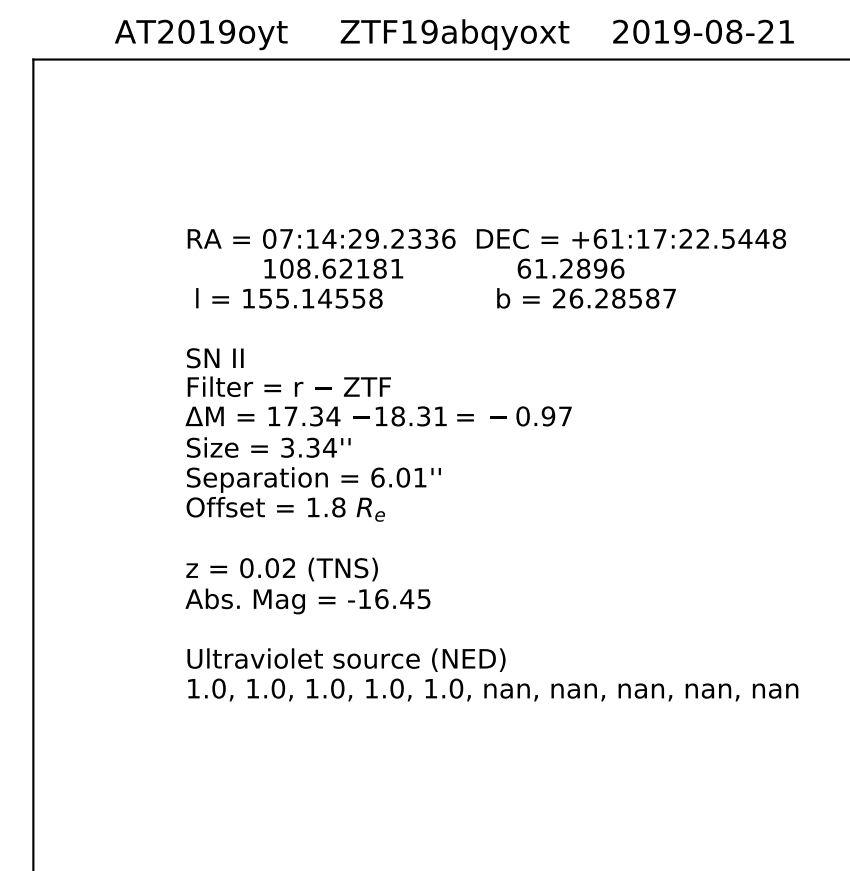 AT2019oyt ZTF19abqyoxt 2019-08-21
RA = 07:14:29.2336 DEC = +61:17:22.5448
108.62181 61.2896
l = 155.14558 b = 26.28587
SN II
Filter = r − ZTF
ΔM = 17.34 −18.31 = − 0.97
Size = 3.34''
Separation = 6.01''
Offset = 1.8 Rₑ
z = 0.02 (TNS)
Abs. Mag = -16.45
Ultraviolet source (NED)
1.0, 1.0, 1.0, 1.0, 1.0, nan, nan, nan, nan, nan